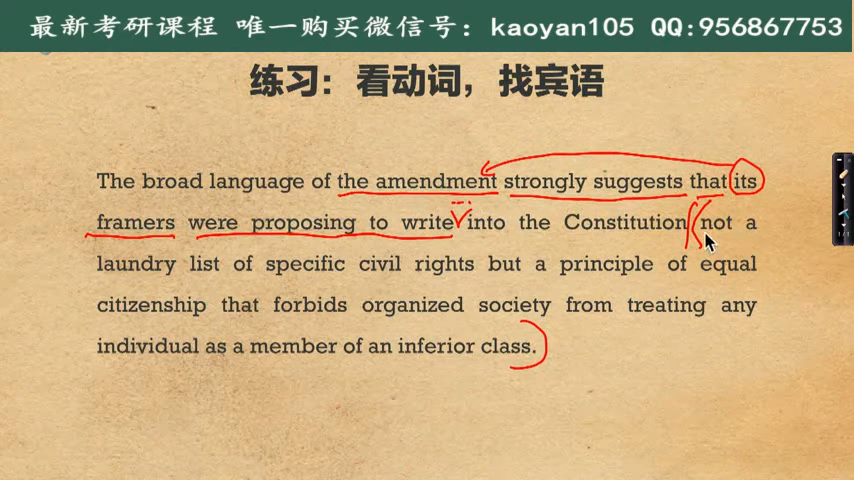 最新考研课程 唯一购买微信号：kaoyan105 QQ:956867753
练习：看动词，找宾语
The broad language of the amendment strongly suggests that its
framers were proposing to write into the Constitution not a
laundry list of specific civil rights but a principle of equal
citizenship that forbids organized society from treating any
individual as a member of an inferior class.